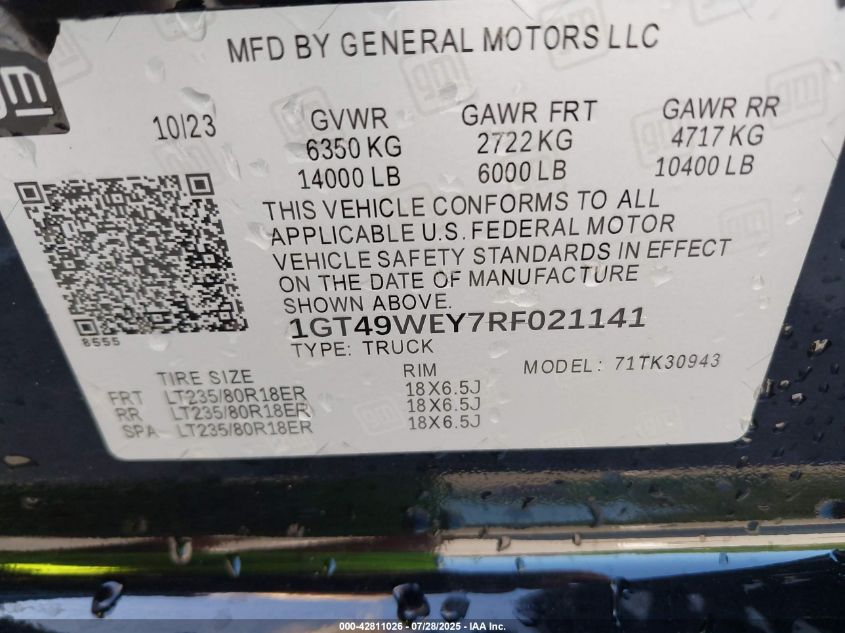 gm
MFD BY GENERAL MOTORS LLC
10/23 GVWR GAWR FRT GAWR RR
6350 KG 2722 KG 4717 KG
14000 LB 6000 LB 10400 LB
THIS VEHICLE CONFORMS TO ALL
APPLICABLE U.S. FEDERAL MOTOR
VEHICLE SAFETY STANDARDS IN EFFECT
ON THE DATE OF MANUFACTURE
SHOWN ABOVE.
8555
1GT49WEY7RF021141
TYPE: TRUCK
MODEL: 71TK30943
TIRE SIZE RIM
FRT LT235/80R18ER 18X6.5J
RR LT235/80R18ER 18X6.5J
SPA LT235/80R18ER 18X6.5J
000-42811026 | 07/28/2025 - IAA Inc.